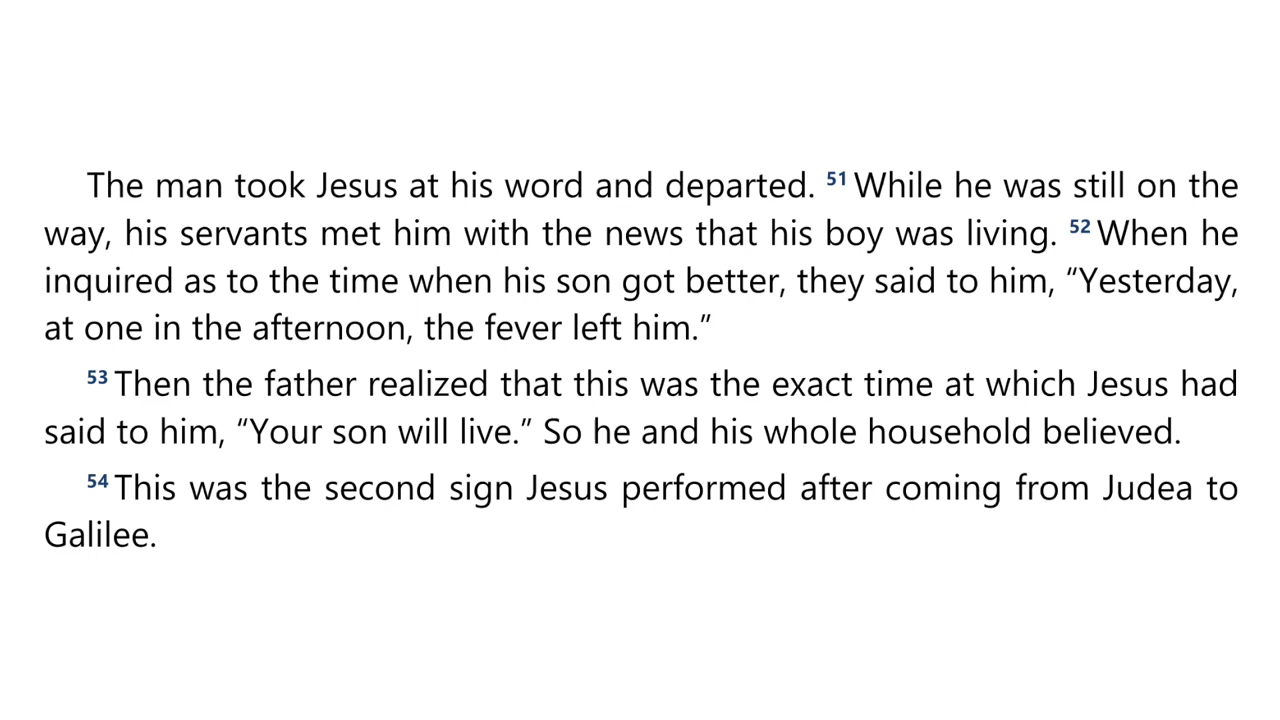 The man took Jesus at his word and departed. 51 While he was still on the
way, his servants met him with the news that his boy was living. 52 When he
inquired as to the time when his son got better, they said to him, “Yesterday,
at one in the afternoon, the fever left him.”
53 Then the father realized that this was the exact time at which Jesus had
said to him, “Your son will live.” So he and his whole household believed.
54 This was the second sign Jesus performed after coming from Judea to
Galilee.